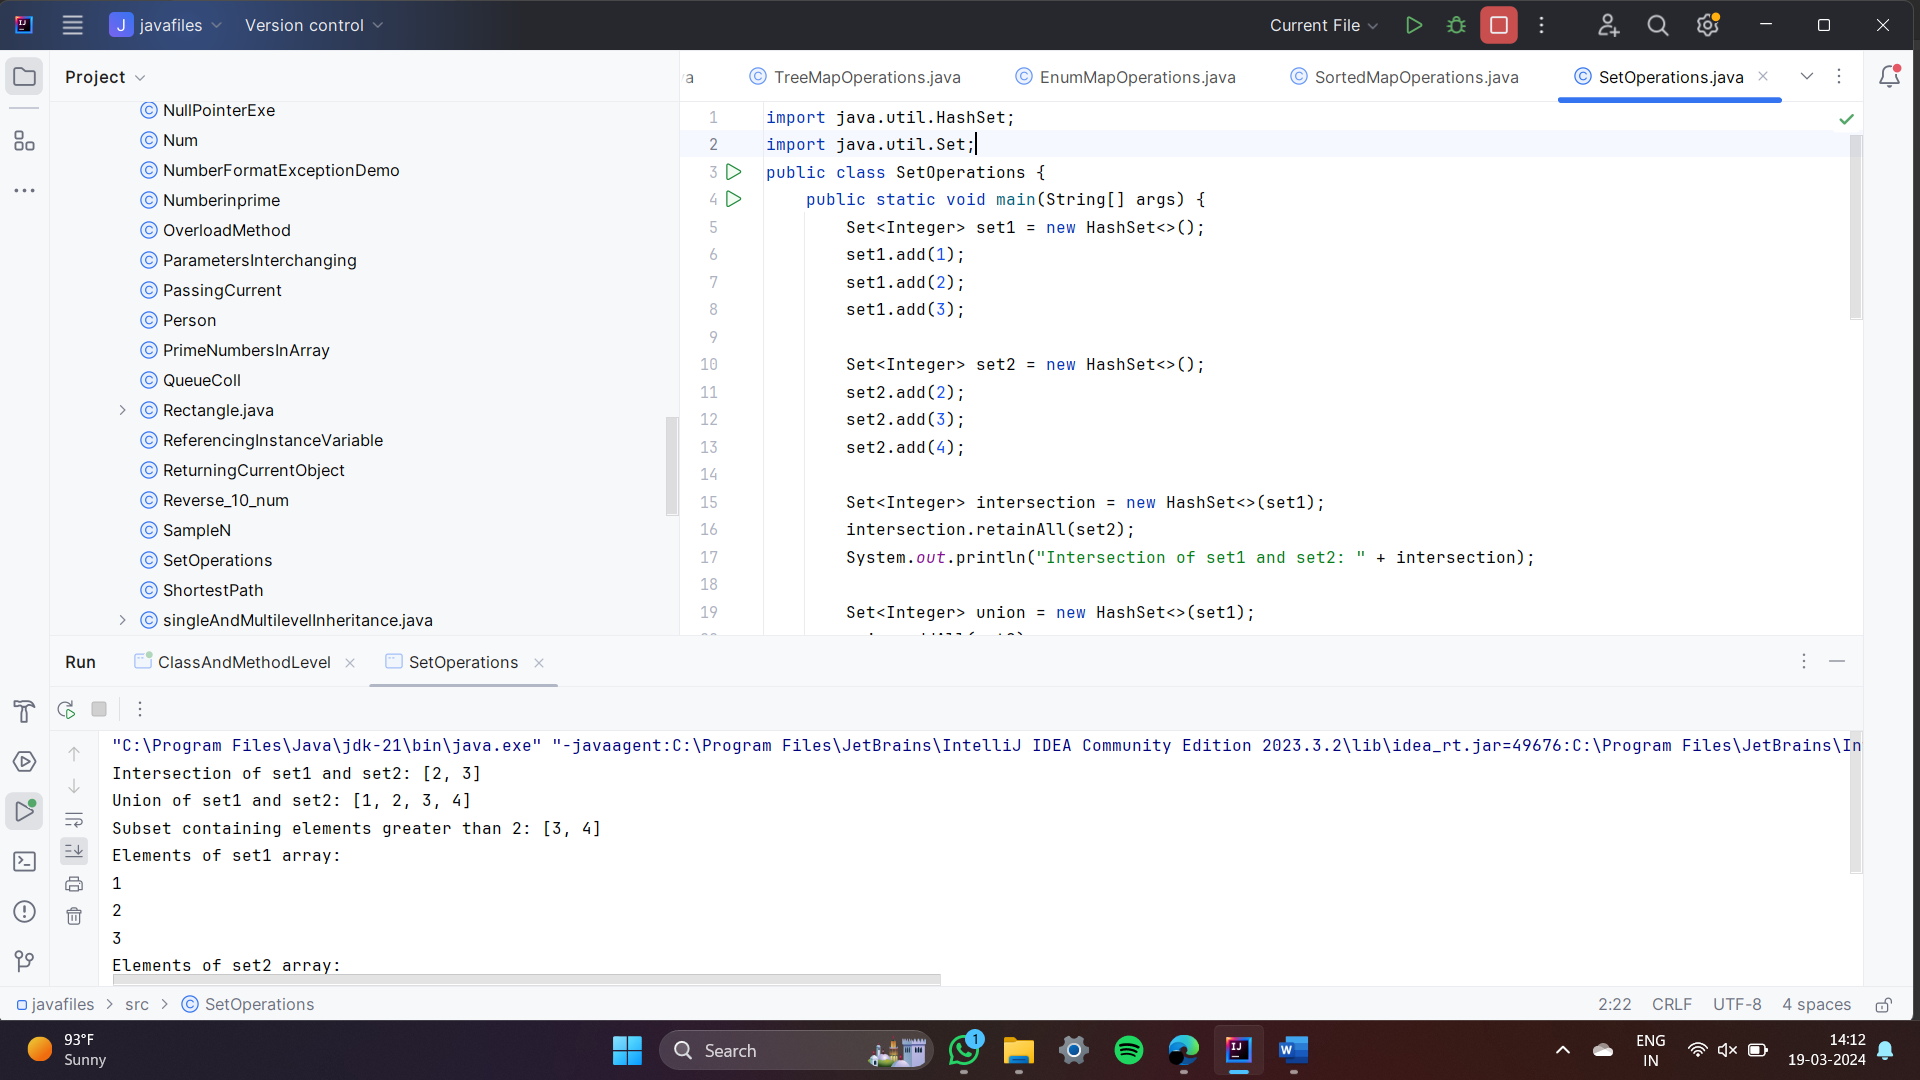 J javafiles Version control Current File
Project
TreeMapOperations.java EnumMapOperations.java SortedMapOperations.java SetOperations.java
NullPointerExe
Num
NumberFormatExceptionDemo
Numberinprime
OverloadMethod
ParametersInterchanging
PassingCurrent
Person
PrimeNumbersInArray
QueueColl
Rectangle.java
ReferencingInstanceVariable
ReturningCurrentObject
Reverse_10_num
SampleN
SetOperations
ShortestPath
singleAndMultilevelInheritance.java
1 import java.util.HashSet;
2 import java.util.Set;
3 public class SetOperations {
4 public static void main(String[] args) {
5 Set<Integer> set1 = new HashSet<>();
6 set1.add(1);
7 set1.add(2);
8 set1.add(3);
9
10 Set<Integer> set2 = new HashSet<>();
11 set2.add(2);
12 set2.add(3);
13 set2.add(4);
14
15 Set<Integer> intersection = new HashSet<>(set1);
16 intersection.retainAll(set2);
17 System.out.println("Intersection of set1 and set2: " + intersection);
18
19 Set<Integer> union = new HashSet<>(set1);
Run ClassAndMethodLevel SetOperations
"C:\Program Files\Java\jdk-21\bin\java.exe" "-javaagent:C:\Program Files\JetBrains\IntelliJ IDEA Community Edition 2023.3.2\lib\idea_rt.jar=49676:C:\Program Files\JetBrains\In
Intersection of set1 and set2: [2, 3]
Union of set1 and set2: [1, 2, 3, 4]
Subset containing elements greater than 2: [3, 4]
Elements of set1 array:
1
2
3
Elements of set2 array:
javafiles > src > SetOperations 2:22 CRLF UTF-8 4 spaces
93°F
Sunny
Search
1
ENG
IN
14:12
19-03-2024